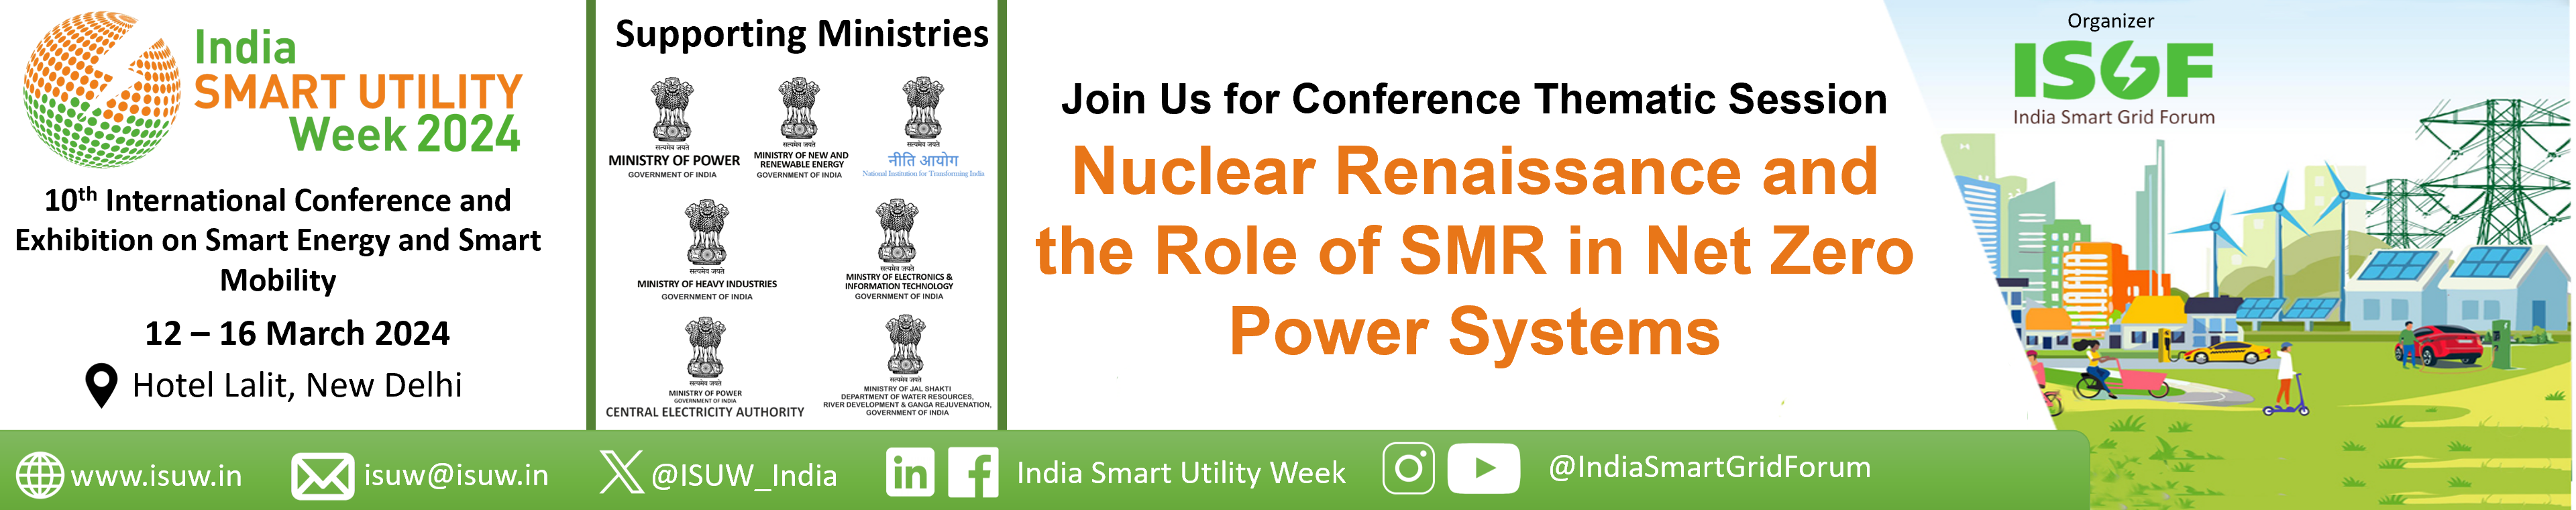 India
SMART UTILITY
Week 2024
10th International Conference and
Exhibition on Smart Energy and Smart
Mobility
12 – 16 March 2024
Hotel Lalit, New Delhi
Supporting Ministries
सत्यमेव जयते
MINISTRY OF POWER
GOVERNMENT OF INDIA
सत्यमेव जयते
MINISTRY OF NEW AND
RENEWABLE ENERGY
GOVERNMENT OF INDIA
सत्यमेव जयते
नीति आयोग
National Institution for Transforming India
सत्यमेव जयते
MINISTRY OF HEAVY INDUSTRIES
GOVERNMENT OF INDIA
सत्यमेव जयते
MINISTRY OF ELECTRONICS &
INFORMATION TECHNOLOGY
GOVERNMENT OF INDIA
सत्यमेव जयते
MINISTRY OF POWER
GOVERNMENT OF INDIA
CENTRAL ELECTRICITY AUTHORITY
सत्यमेव जयते
MINISTRY OF JAL SHAKTI
DEPARTMENT OF WATER RESOURCES,
RIVER DEVELOPMENT & GANGA REJUVENATION,
GOVERNMENT OF INDIA
Join Us for Conference Thematic Session
Nuclear Renaissance and
the Role of SMR in Net Zero
Power Systems
Organizer
ISGF
India Smart Grid Forum
www.isuw.in
isuw@isuw.in
@ISUW_India
India Smart Utility Week
@IndiaSmartGridForum